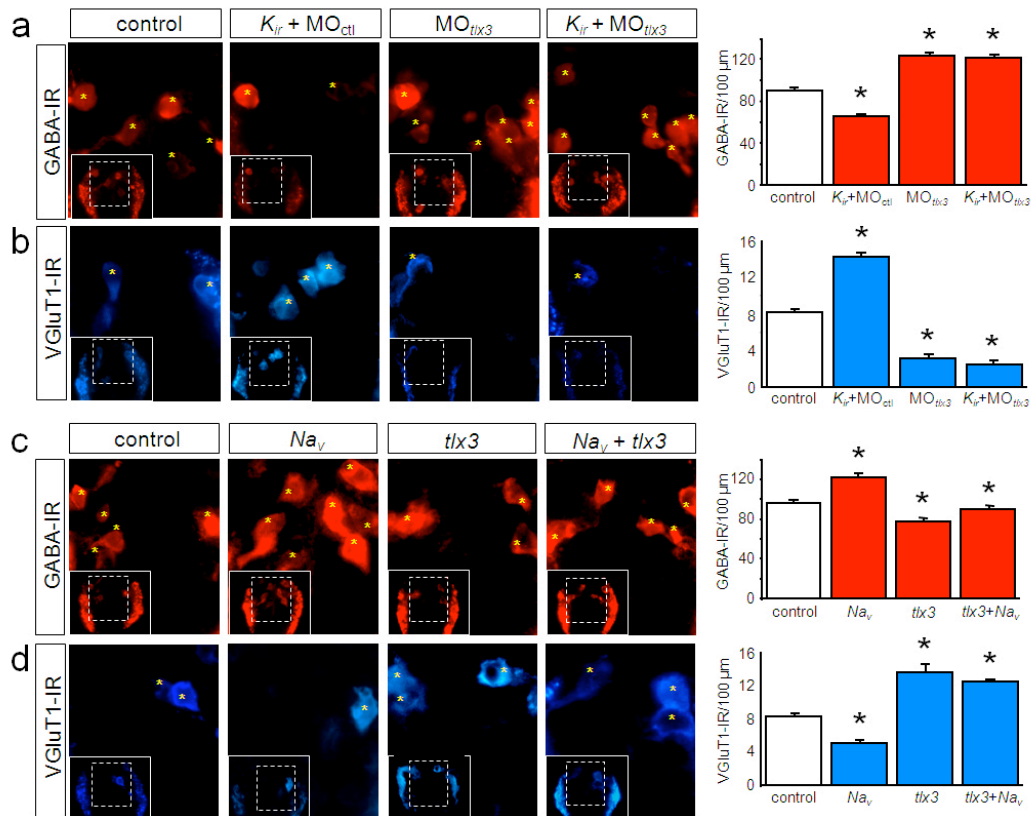 a
control
Kir + MOctl
MOtlx3
Kir + MOtlx3
GABA-IR
* * * * *
*
* * * * * * *
* * * * * *
GABA-IR/100 µm
120
80
40
0
* * *
*
control Kir+MOctl MOtlx3 Kir+MOtlx3
b
VGluT1-IR
* *
* * * *
*
*
VGluT1-IR/100 µm
16
12
8
4
0
*
* *
control Kir+MOctl MOtlx3 Kir+MOtlx3
c
control
Nav
tlx3
Nav + tlx3
GABA-IR
GABA-IR/100 µm
120
80
40
0
* * *
control Nav tlx3 tlx3+Nav
d
VGluT1-IR
VGluT1-IR/100 µm
16
12
8
4
0
* * *
control Nav tlx3 tlx3+Nav